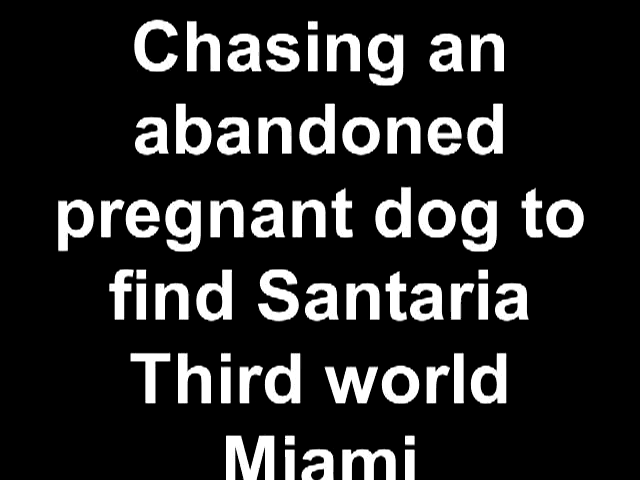 Chasing an
abandoned
pregnant dog to
find Santaria
Third world
Miami